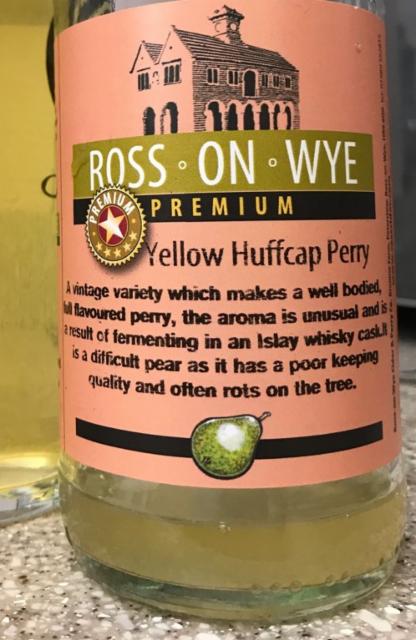 ROSS · ON · WYE
PREMIUM
PREMIUM
Yellow Huffcap Perry
A vintage variety which makes a well bodied,
full flavoured perry, the aroma is unusual and is
a result of fermenting in an Islay whisky cask.It
is a difficult pear as it has a poor keeping
quality and often rots on the tree.